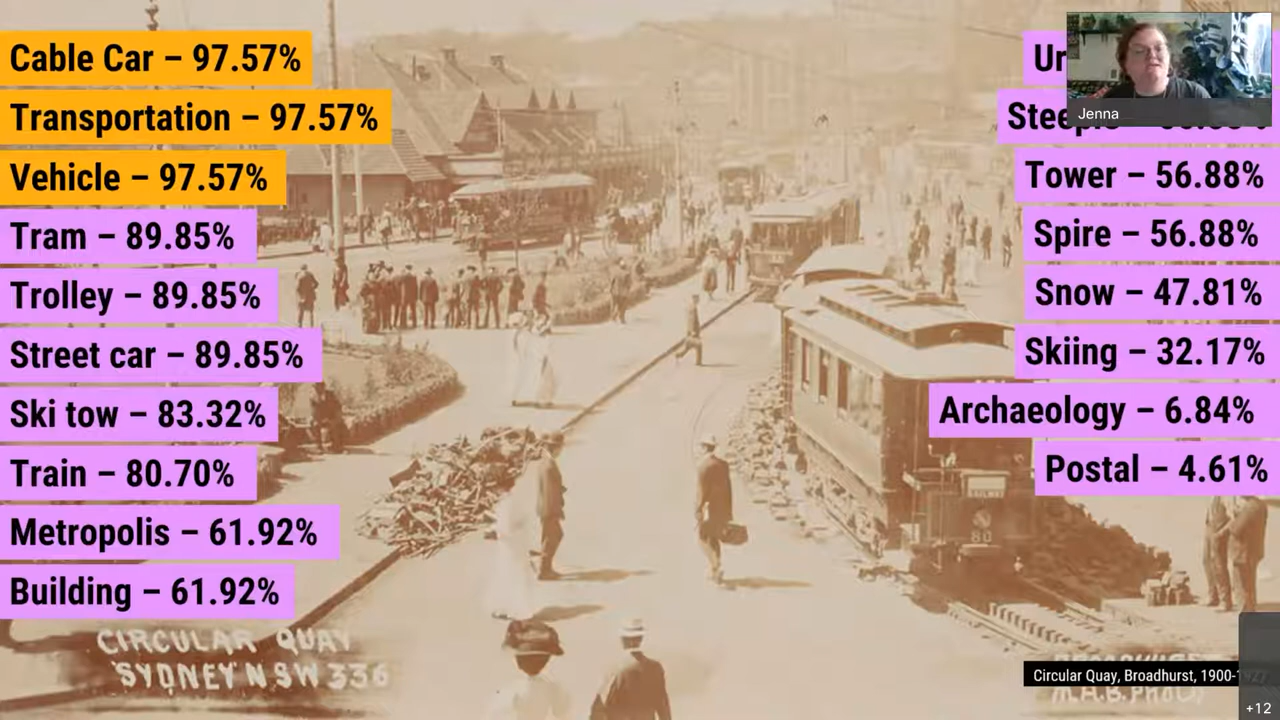 Cable Car – 97.57%
Transportation – 97.57%
Vehicle – 97.57%
Tram – 89.85%
Trolley – 89.85%
Street car – 89.85%
Ski tow – 83.32%
Train – 80.70%
Metropolis – 61.92%
Building – 61.92%
Jenna
Tower – 56.88%
Spire – 56.88%
Snow – 47.81%
Skiing – 32.17%
Archaeology – 6.84%
Postal – 4.61%
RAILWAY
80
CIRCULAR QUAY
SYDNEY N SW 336
Circular Quay, Broadhurst, 1900-
+12